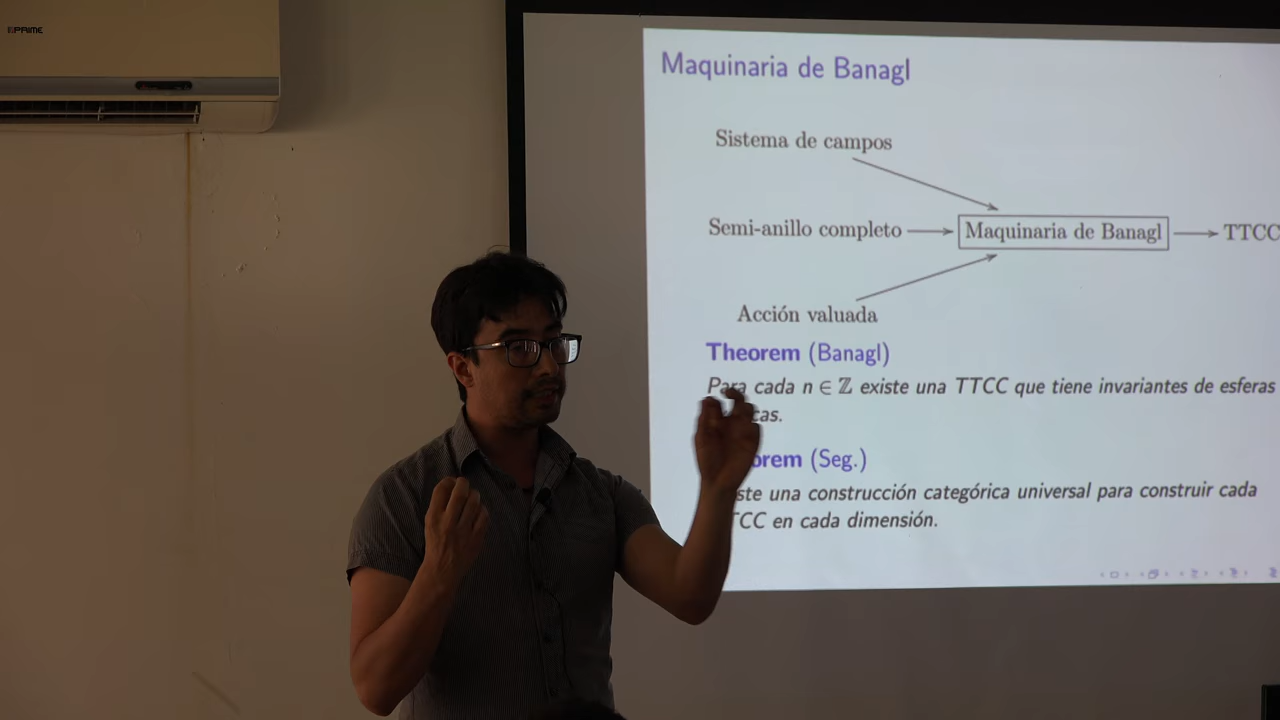 PRIME
Maquinaria de Banagl
Sistema de campos
Semi-anillo completo
Maquinaria de Banagl
TTCC
Acción valuada
Theorem (Banagl)
Para cada n ∈ ℤ existe una TTCC que tiene invariantes de esferas
cas.
orem (Seg.)
ste una construcción categórica universal para construir cada
TCC en cada dimensión.